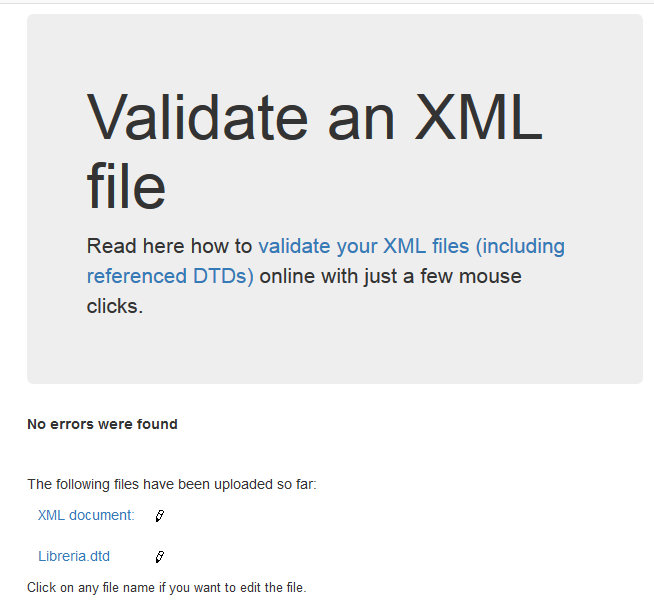 Validate an XML
file
Read here how to validate your XML files (including
referenced DTDs) online with just a few mouse
clicks.
No errors were found
The following files have been uploaded so far:
XML document:
Libreria.dtd
Click on any file name if you want to edit the file.